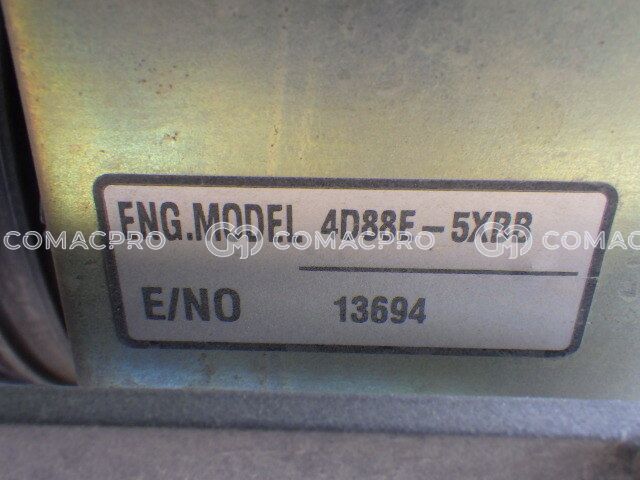 ENG.MODEL 4D88E-5XBB
COMACPRO COMACPRO COMACPRO
E/NO 13694